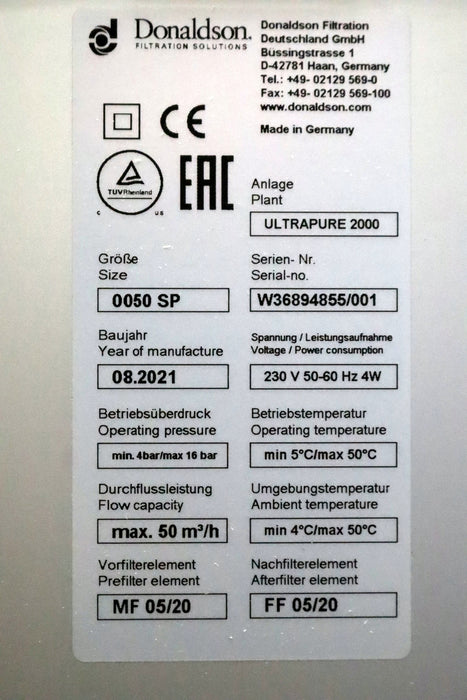 Donaldson.
FILTRATION SOLUTIONS
Donaldson Filtration
Deutschland GmbH
Büssingstrasse 1
D-42781 Haan, Germany
Tel.: +49- 02129 569-0
Fax: +49- 02129 569-100
www.donaldson.com
Made in Germany
CE
TÜVRheinland
C US
EAC
Anlage
Plant
ULTRAPURE 2000
Größe
Size
0050 SP
Serien- Nr.
Serial-no.
W36894855/001
Baujahr
Year of manufacture
08.2021
Spannung / Leistungsaufnahme
Voltage / Power consumption
230 V 50-60 Hz 4W
Betriebsüberdruck
Operating pressure
min. 4bar/max 16 bar
Betriebstemperatur
Operating temperature
min 5°C/max 50°C
Durchflussleistung
Flow capacity
max. 50 m³/h
Umgebungstemperatur
Ambient temperature
min 4°C/max 50°C
Vorfilterelement
Prefilter element
MF 05/20
Nachfilterelement
Afterfilter element
FF 05/20